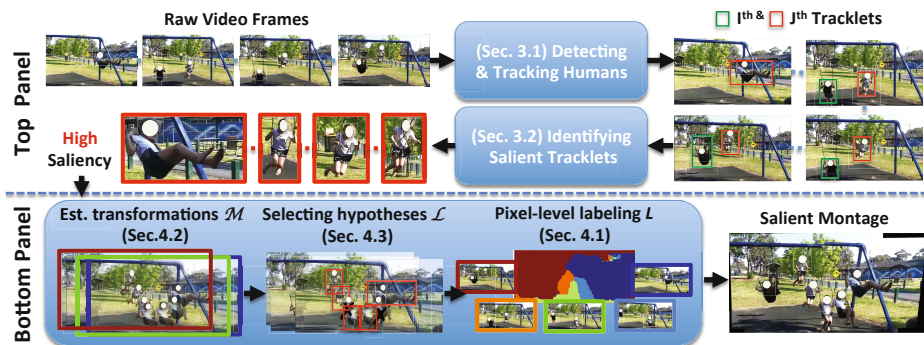 Raw Video Frames
Iᵗʰ & Jᵗʰ Tracklets
(Sec. 3.1) Detecting
& Tracking Humans
Top Panel
High
Saliency
(Sec. 3.2) Identifying
Salient Tracklets
Bottom Panel
Est. transformations ℳ
(Sec.4.2)
Selecting hypotheses ℒ
(Sec. 4.3)
Pixel-level labeling L
(Sec. 4.1)
Salient Montage